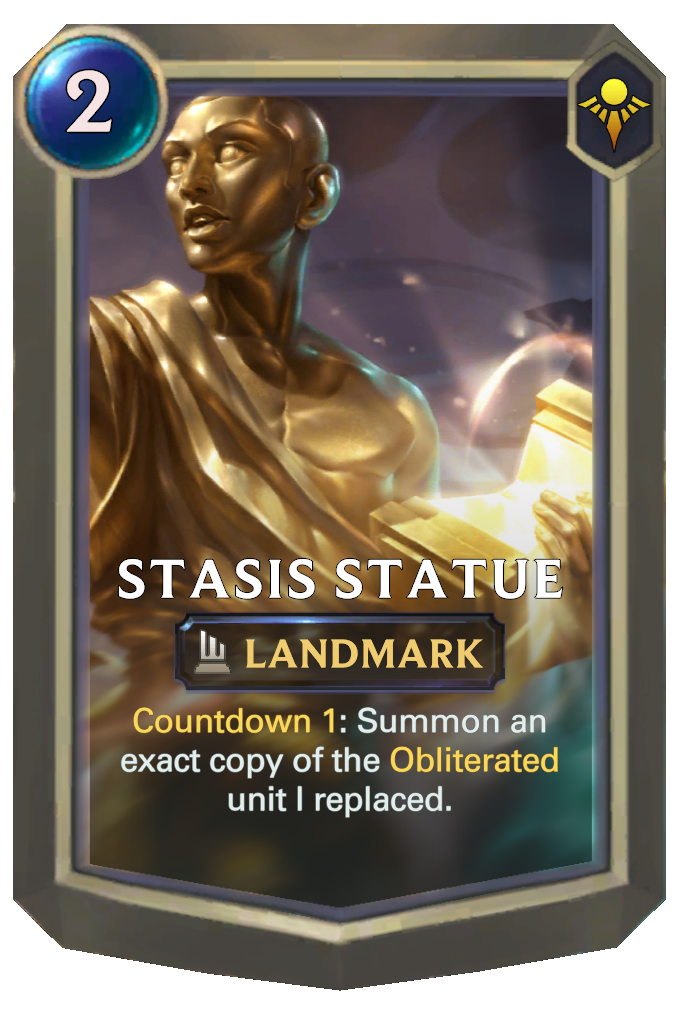 2
STASIS STATUE
LANDMARK
Countdown 1: Summon an
exact copy of the Obliterated
unit I replaced.